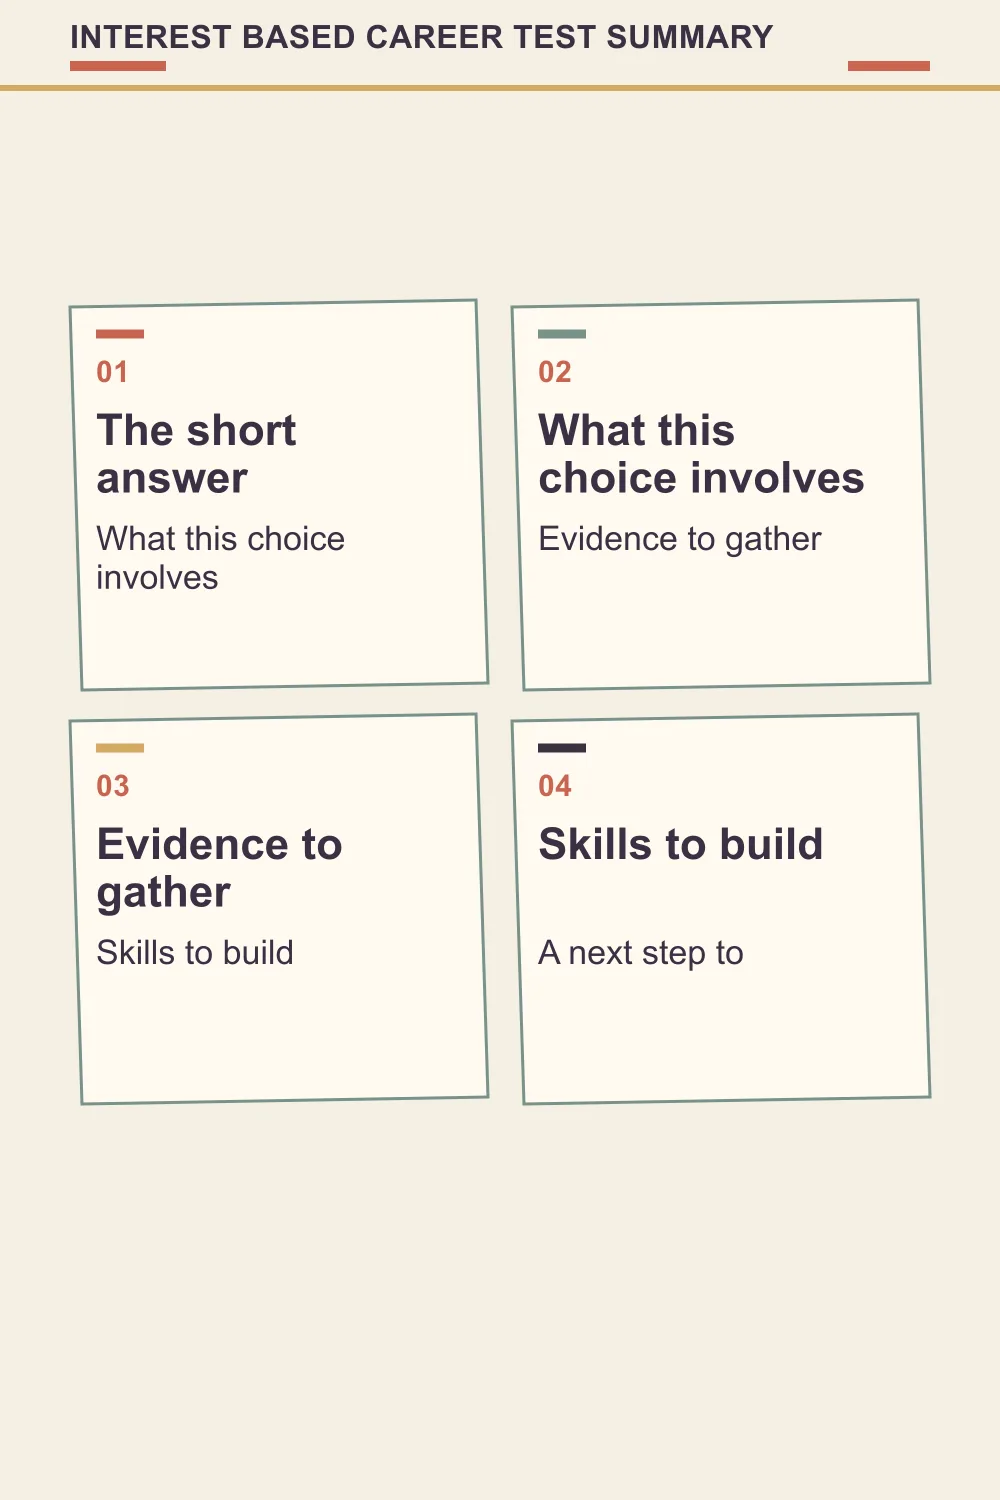 INTEREST BASED CAREER TEST SUMMARY
01
The short
answer
What this choice
involves
02
What this
choice involves
Evidence to gather
03
Evidence to
gather
Skills to build
04
Skills to build
A next step to